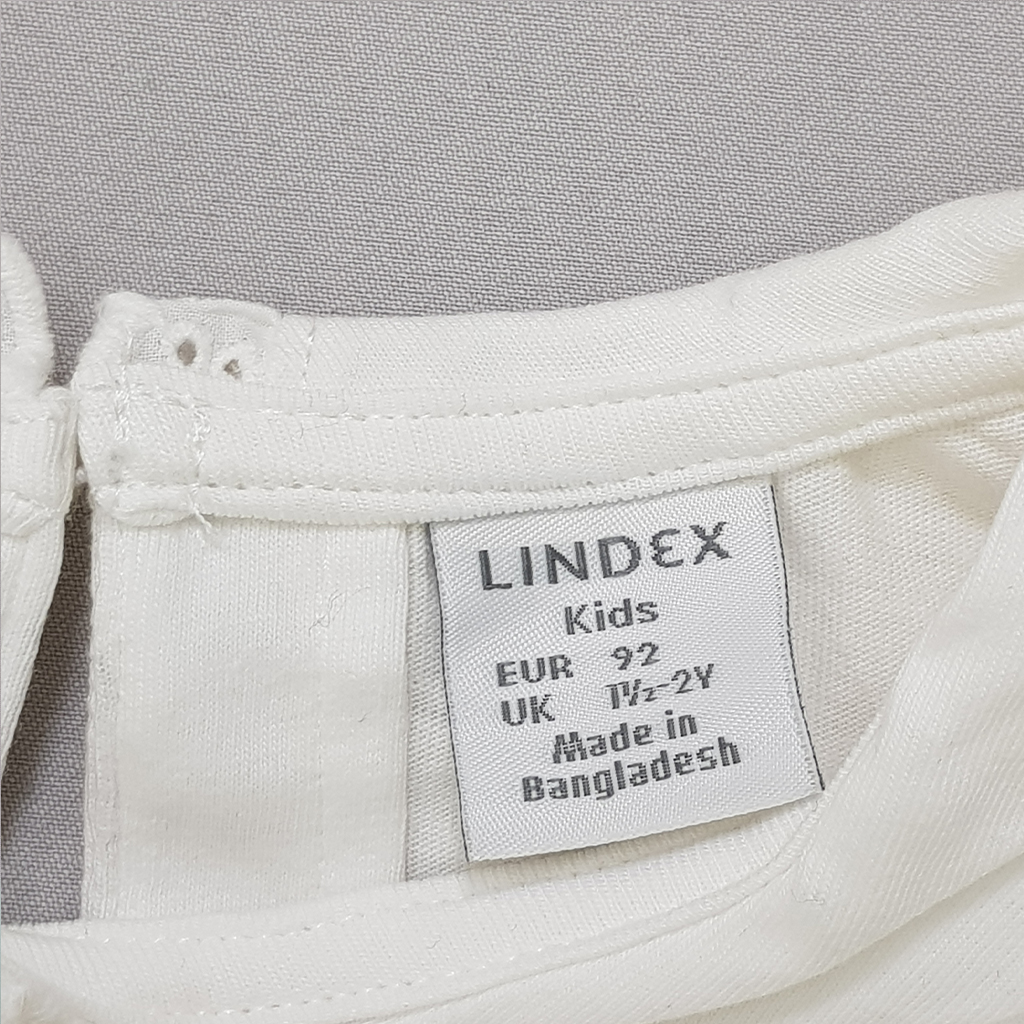 LINDEX
Kids
EUR 92
UK 1½-2Y
Made in
Bangladesh